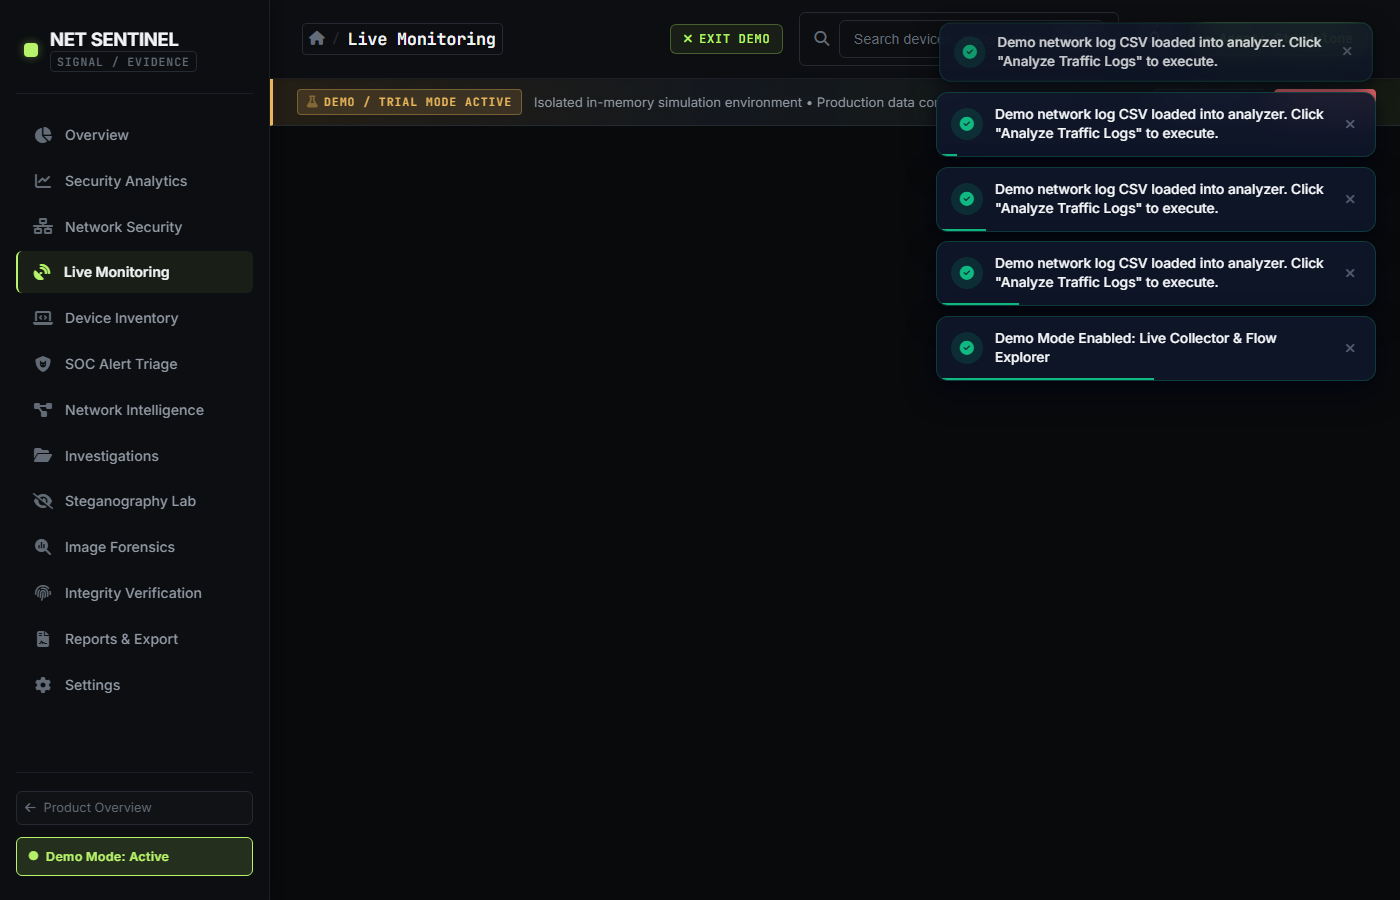 NET SENTINEL
SIGNAL / EVIDENCE
Overview
Security Analytics
Network Security
Live Monitoring
Device Inventory
SOC Alert Triage
Network Intelligence
Investigations
Steganography Lab
Image Forensics
Integrity Verification
Reports & Export
Settings
← Product Overview
Demo Mode: Active
/ Live Monitoring
✕ EXIT DEMO
Search device
DEMO / TRIAL MODE ACTIVE
Isolated in-memory simulation environment • Production data
Demo network log CSV loaded into analyzer. Click
"Analyze Traffic Logs" to execute.
Demo network log CSV loaded into analyzer. Click
"Analyze Traffic Logs" to execute.
Demo network log CSV loaded into analyzer. Click
"Analyze Traffic Logs" to execute.
Demo network log CSV loaded into analyzer. Click
"Analyze Traffic Logs" to execute.
Demo Mode Enabled: Live Collector & Flow
Explorer